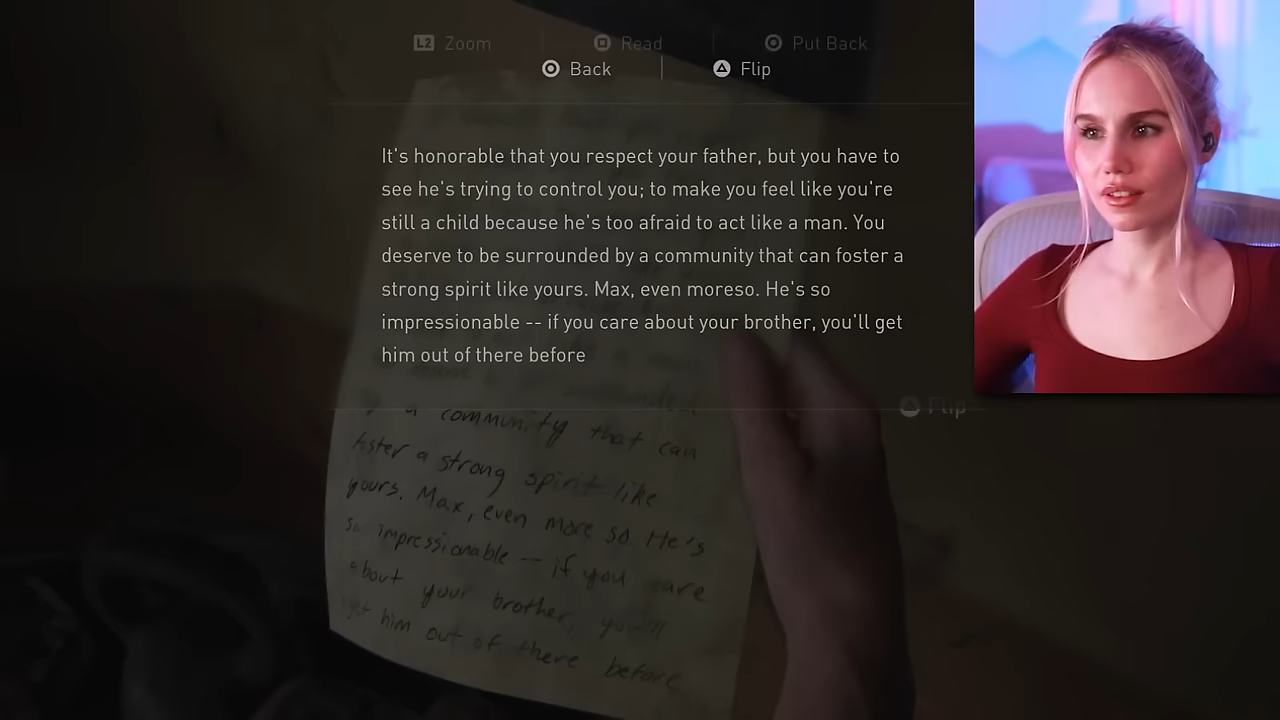 L2 Zoom
Read
Put Back
Back
Flip
It's honorable that you respect your father, but you have to
see he's trying to control you; to make you feel like you're
still a child because he's too afraid to act like a man. You
deserve to be surrounded by a community that can foster a
strong spirit like yours. Max, even moreso. He's so
impressionable -- if you care about your brother, you'll get
him out of there before
Flip
a community that can
foster a strong spirit like
yours. Max, even more so He's
so impressionable — if you care
about your brother, you'll
get him out of there before